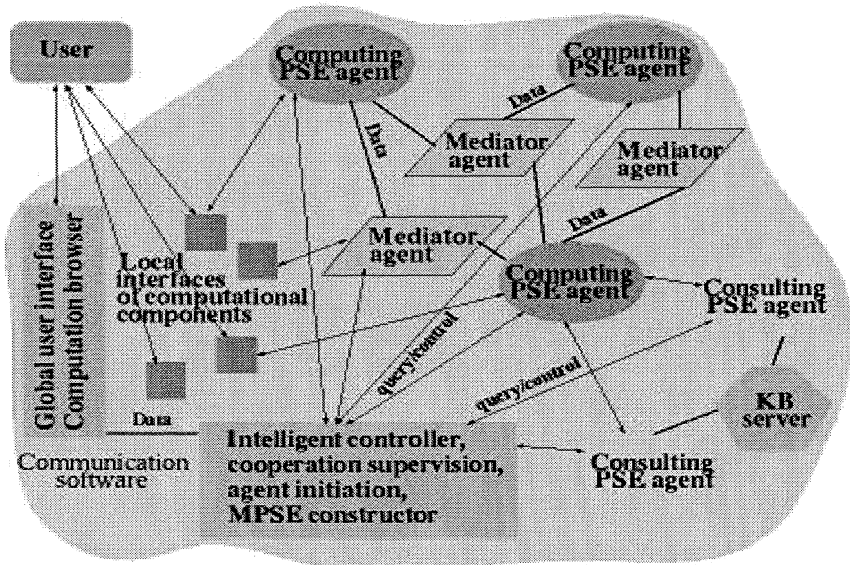 User
Computing
PSE agent
Computing
PSE agent
Data
Data
Mediator
agent
Mediator
agent
Data
Mediator
agent
Global user interface
Computation browser
Local
interfaces
of computational
components
Computing
PSE agent
Consulting
PSE agent
query/control
query/control
KB
server
Data
Communication
software
Intelligent controller,
cooperation supervision,
agent initiation,
MPSE constructor
Consulting
PSE agent